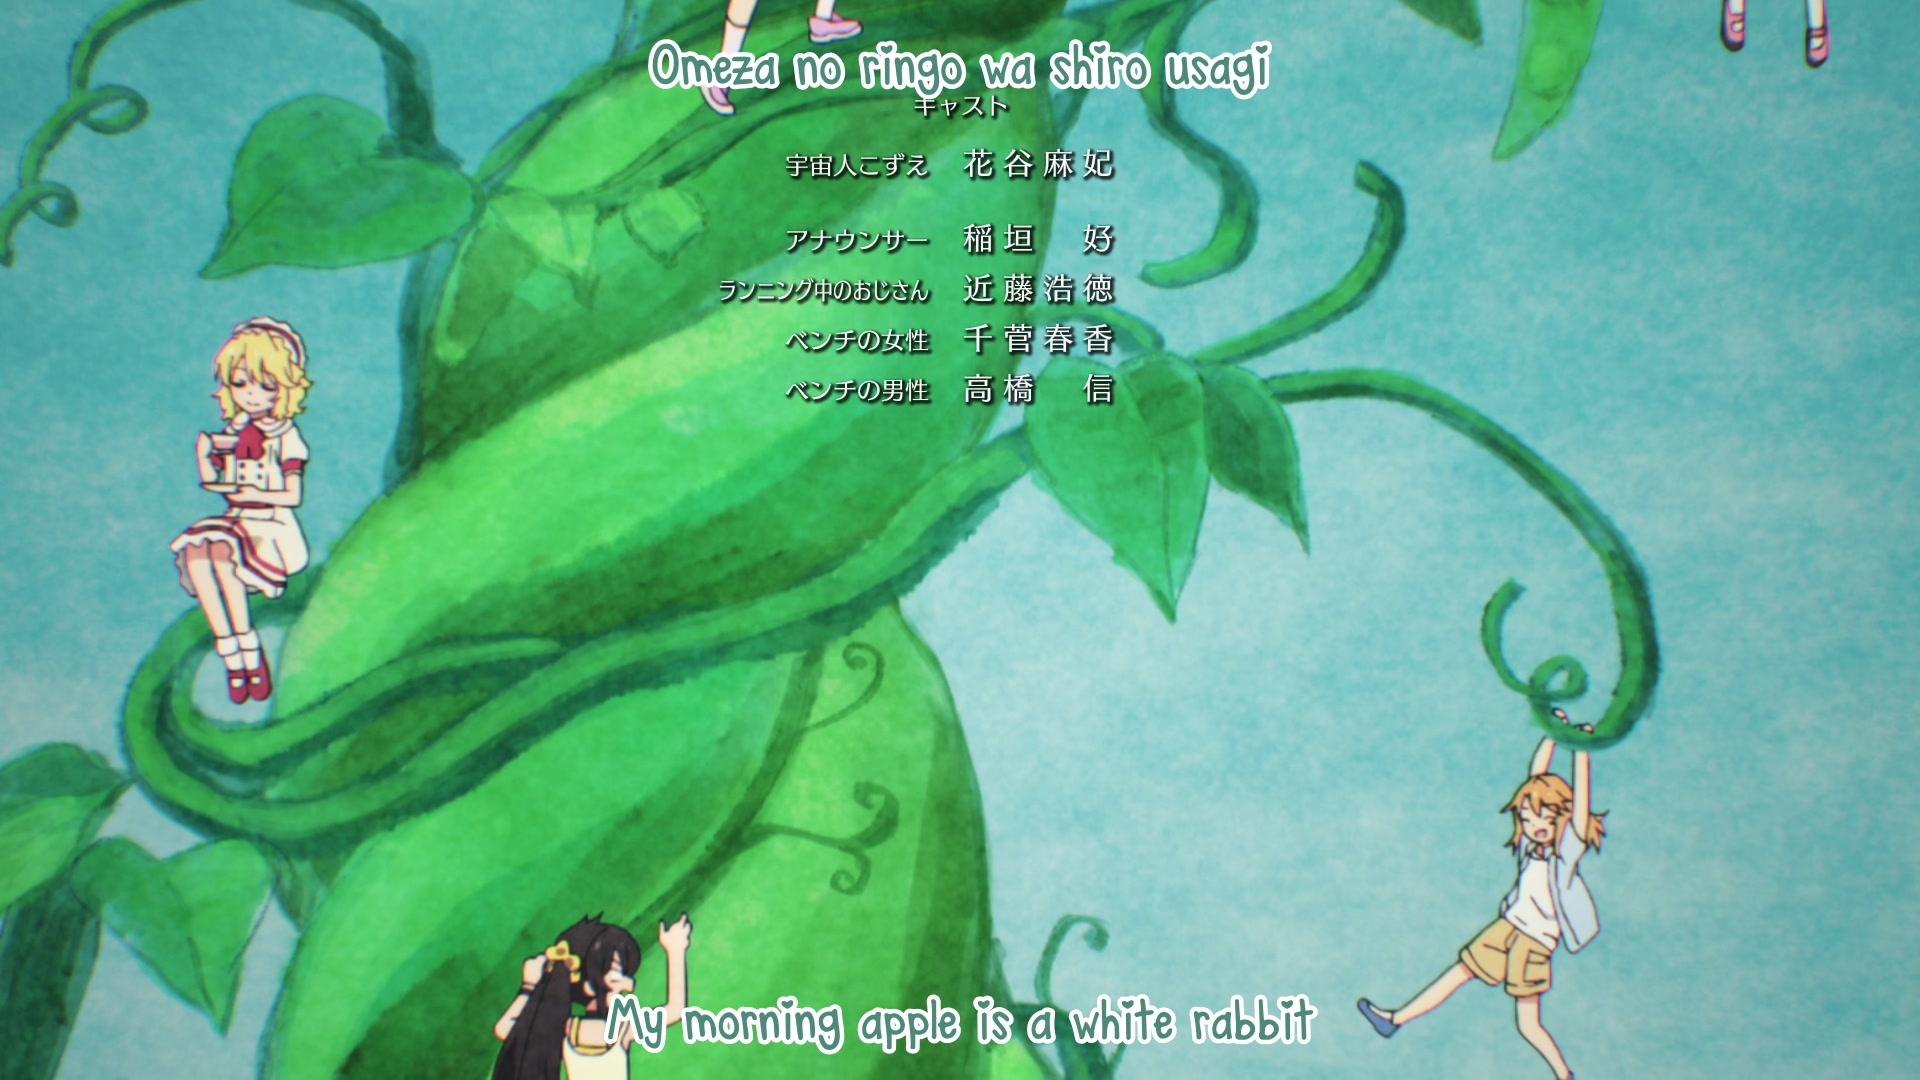 Omeza no ringo wa shiro usagi
キャスト
宇宙人こずえ 花谷麻妃
アナウンサー 稲垣 好
ランニング中のおじさん 近藤浩徳
ベンチの女性 千菅春香
ベンチの男性 高橋 信
My morning apple is a white rabbit